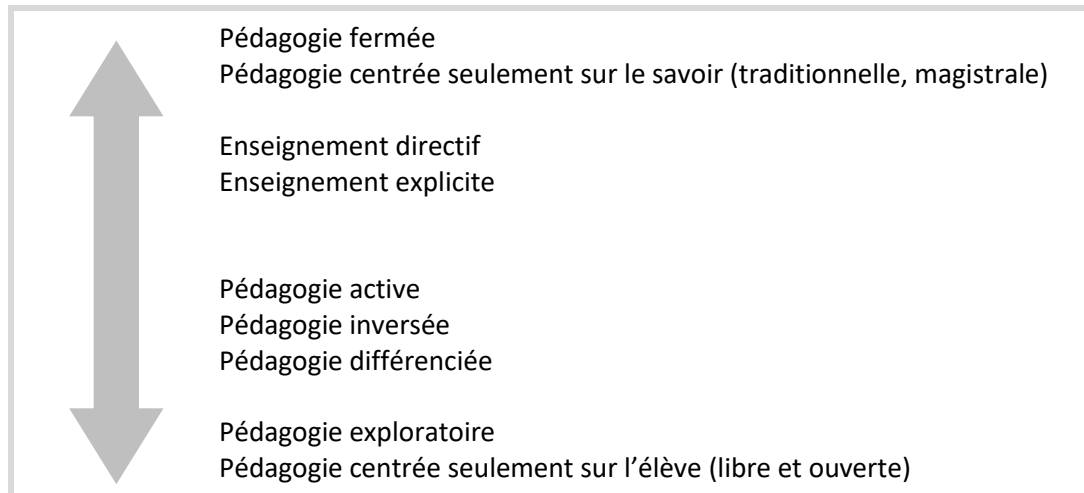 Pédagogie fermée
Pédagogie centrée seulement sur le savoir (traditionnelle, magistrale)
Enseignement directif
Enseignement explicite
Pédagogie active
Pédagogie inversée
Pédagogie différenciée
Pédagogie exploratoire
Pédagogie centrée seulement sur l’élève (libre et ouverte)